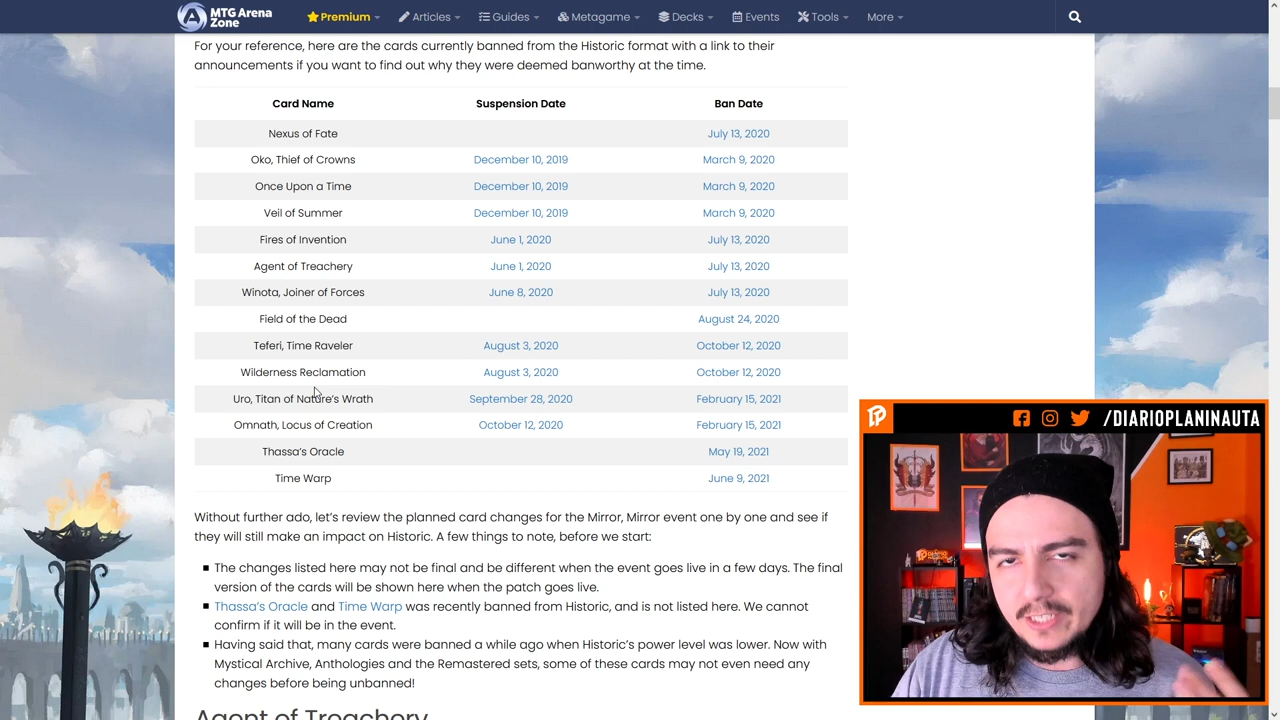 MTG Arena Zone
Premium Articles Guides Metagame Decks Events Tools More
For your reference, here are the cards currently banned from the Historic format with a link to their
announcements if you want to find out why they were deemed banworthy at the time.
Card Name Suspension Date Ban Date
Nexus of Fate July 13, 2020
Oko, Thief of Crowns December 10, 2019 March 9, 2020
Once Upon a Time December 10, 2019 March 9, 2020
Veil of Summer December 10, 2019 March 9, 2020
Fires of Invention June 1, 2020 July 13, 2020
Agent of Treachery June 1, 2020 July 13, 2020
Winota, Joiner of Forces June 8, 2020 July 13, 2020
Field of the Dead August 24, 2020
Teferi, Time Raveler August 3, 2020 October 12, 2020
Wilderness Reclamation August 3, 2020 October 12, 2020
Uro, Titan of Nature's Wrath September 28, 2020 February 15, 2021
Omnath, Locus of Creation October 12, 2020 February 15, 2021
Thassa's Oracle May 19, 2021
Time Warp June 9, 2021
/DIARIOPLANINAUTA
Without further ado, let's review the planned card changes for the Mirror, Mirror event one by one and see if
they will still make an impact on Historic. A few things to note, before we start:
The changes listed here may not be final and be different when the event goes live in a few days. The final
version of the cards will be shown here when the patch goes live.
Thassa's Oracle and Time Warp was recently banned from Historic, and is not listed here. We cannot
confirm if it will be in the event.
Having said that, many cards were banned a while ago when Historic's power level was lower. Now with
Mystical Archive, Anthologies and the Remastered sets, some of these cards may not even need any
changes before being unbanned!
Agent of Treachery